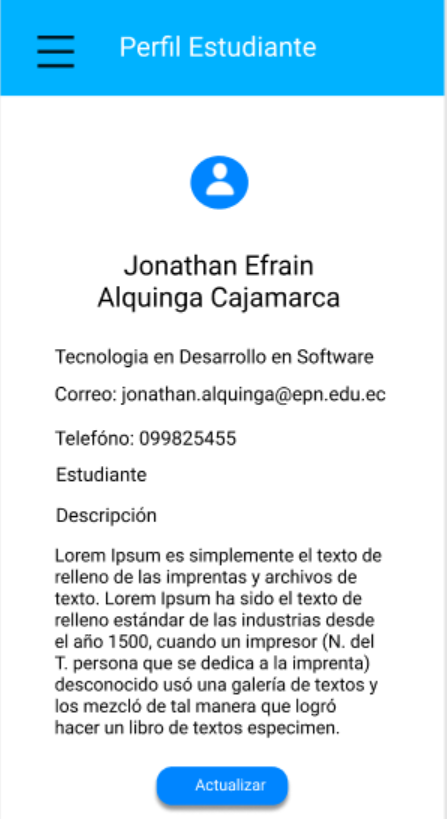 Perfil Estudiante
Jonathan Efrain
Alquinga Cajamarca
Tecnologia en Desarrollo en Software
Correo: jonathan.alquinga@epn.edu.ec
Telefóno: 099825455
Estudiante
Descripción
Lorem Ipsum es simplemente el texto de
relleno de las imprentas y archivos de
texto. Lorem Ipsum ha sido el texto de
relleno estándar de las industrias desde
el año 1500, cuando un impresor (N. del
T. persona que se dedica a la imprenta)
desconocido usó una galería de textos y
los mezcló de tal manera que logró
hacer un libro de textos especimen.
Actualizar